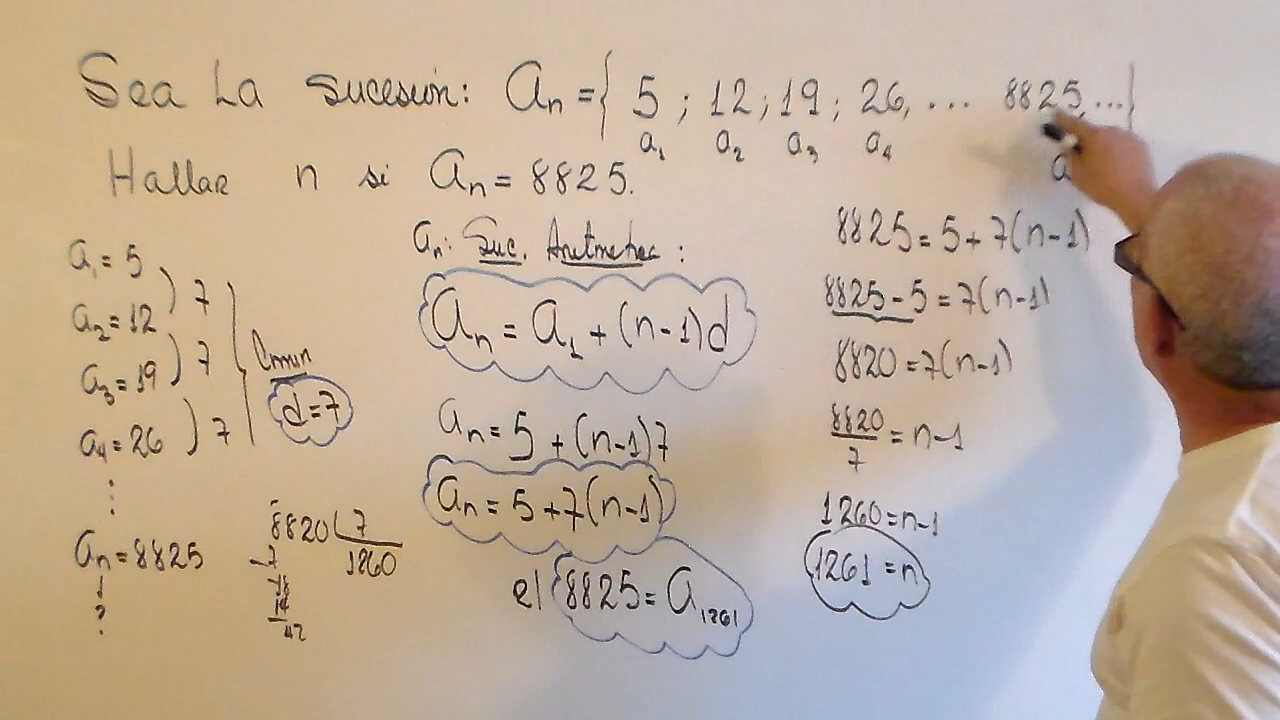 Sea La sucesión: an = { 5 ; 12 ; 19 ; 26, ... 8825, ... }
a1 a2 a3 a4 a
Hallar n si an = 8825.
a1 = 5
a2 = 12
a3 = 19
a4 = 26
⋮
an = 8825
?
) 7
) 7
) 7
d=7
8820 7
-7 1260
-18
14
-42
an: Suc. Aritmetica :
an = a1 + (n-1)d
an = 5 + (n-1)7
an = 5+7(n-1)
el 8825 = a1261
8825 = 5+ 7(n-1)
8825 - 5 = 7(n-1)
8820 = 7(n-1)
8820/7 = n-1
1260 = n-1
1261 = n